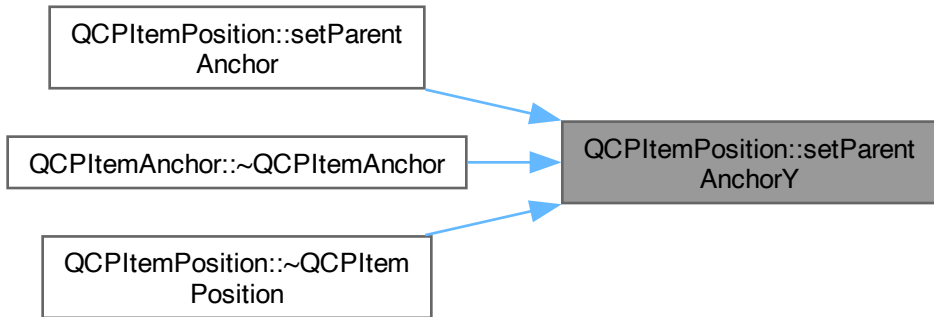 QCPItemPosition::setParent
Anchor
QCPItemAnchor::~QCPItemAnchor
QCPItemPosition::~QCPItem
Position
QCPItemPosition::setParent
AnchorY